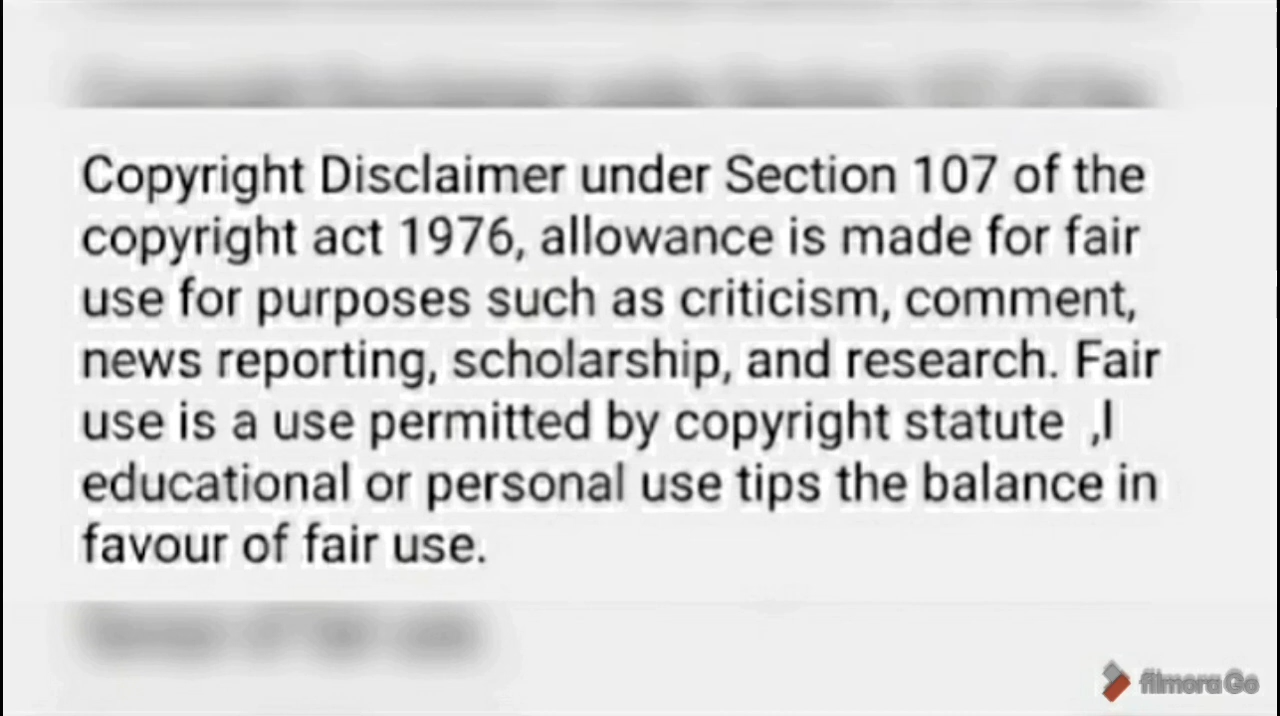 Copyright Disclaimer under Section 107 of the
copyright act 1976, allowance is made for fair
use for purposes such as criticism, comment,
news reporting, scholarship, and research. Fair
use is a use permitted by copyright statute ,l
educational or personal use tips the balance in
favour of fair use.
filmoraGo